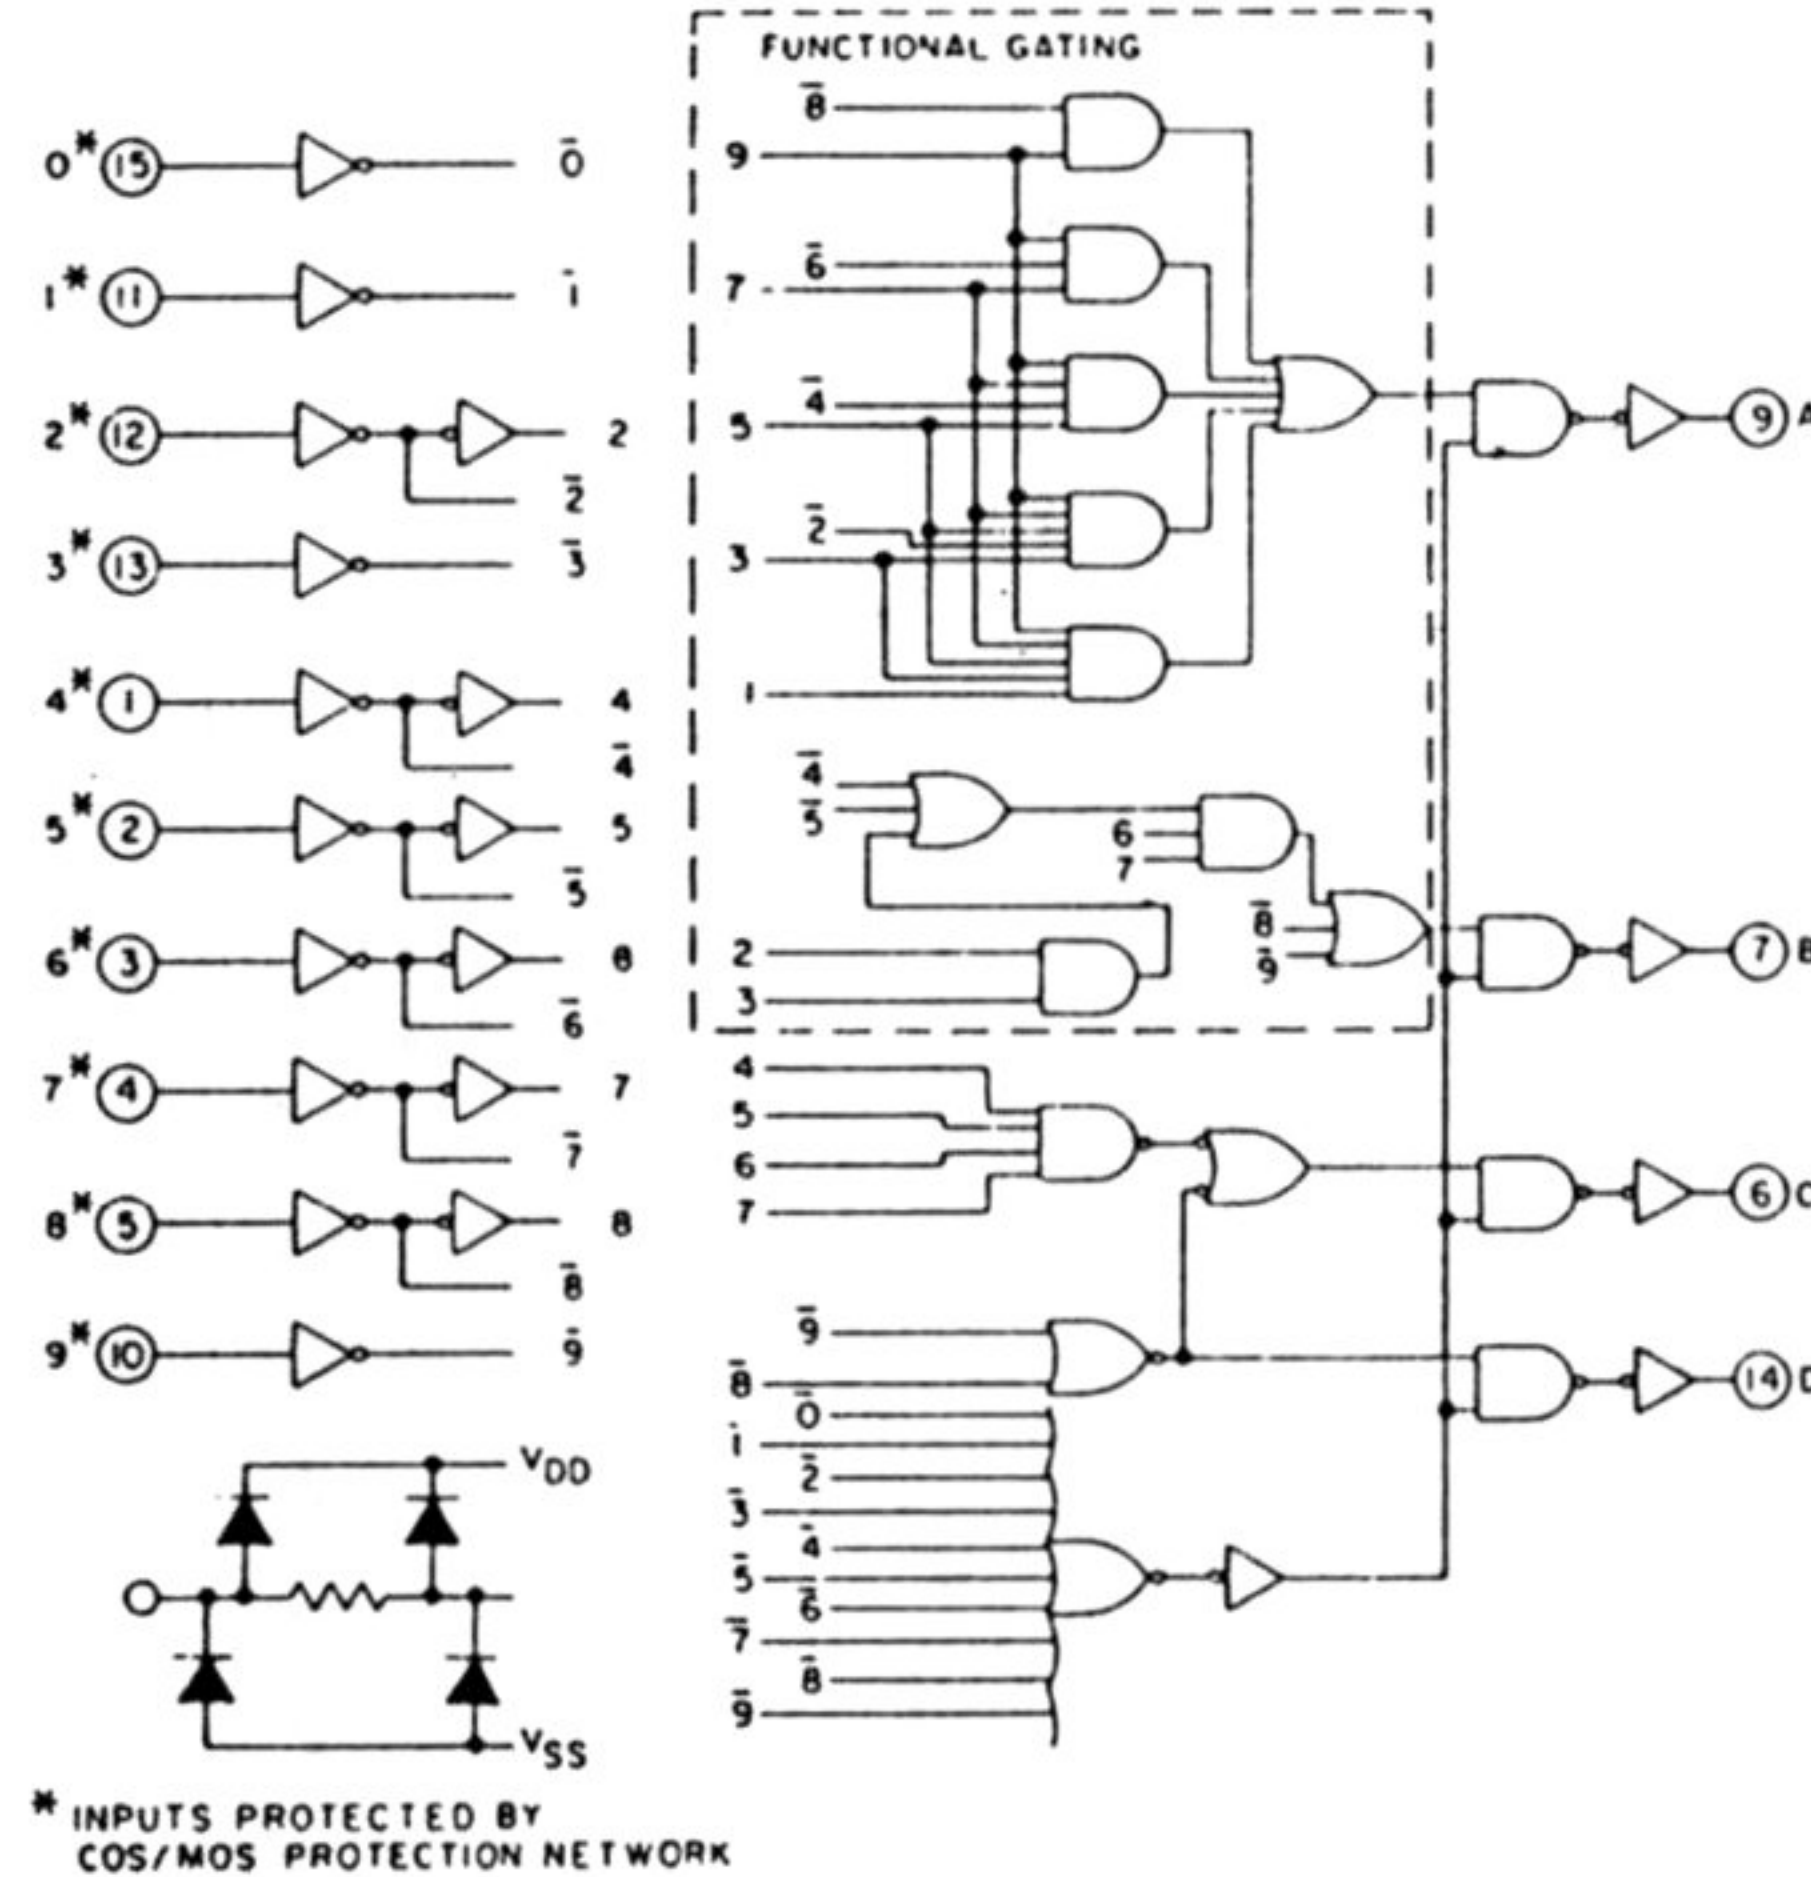 FUNCTIONAL GATING
0* 15 0̄
1* 11 1̄
2* 12 2
2̄
3* 13 3̄
4* 1 4
4̄
5* 2 5
5̄
6* 3 8
6̄
7* 4 7
7̄
8* 5 8
8̄
9* 10 9̄
8̄
9
6̄
7
4̄
5
2̄
3
1
4̄
5̄
6
7
2
3
8̄
9̄
9 A
7 B
4
5
6
7
6 C
9̄
8̄
14 D
0̄
1̄
2̄
3̄
4̄
5̄
6̄
7̄
8̄
9̄
VDD
VSS
* INPUTS PROTECTED BY
COS/MOS PROTECTION NETWORK